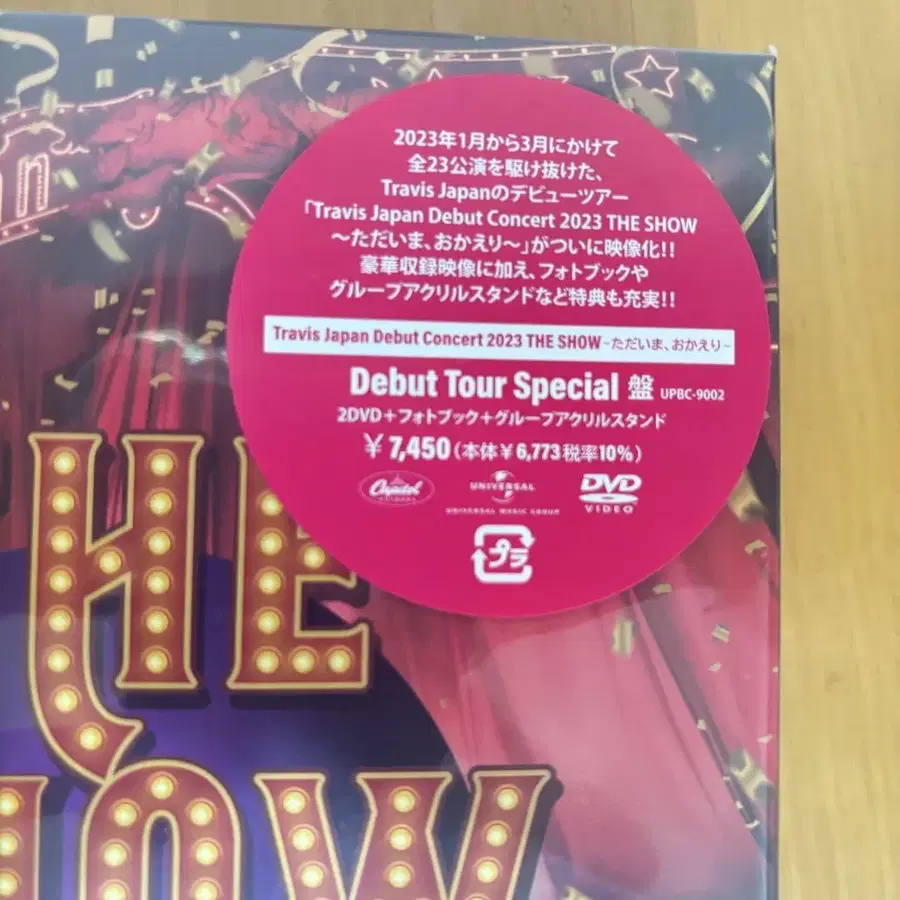 2023年1月から3月にかけて
全23公演を駆け抜けた、
Travis Japanのデビューツアー
「Travis Japan Debut Concert 2023 THE SHOW
～ただいま、おかえり～」がついに映像化!!
豪華収録映像に加え、フォトブックや
グループアクリルスタンドなど特典も充実!!
Travis Japan Debut Concert 2023 THE SHOW~ただいま、おかえり~
Debut Tour Special 盤 UPBC-9002
2DVD＋フォトブック＋グループアクリルスタンド
￥7,450（本体￥6,773税率10%）
Capitol
UNIVERSAL
UNIVERSAL MUSIC GROUP
DVD
VIDEO
プラ
THE